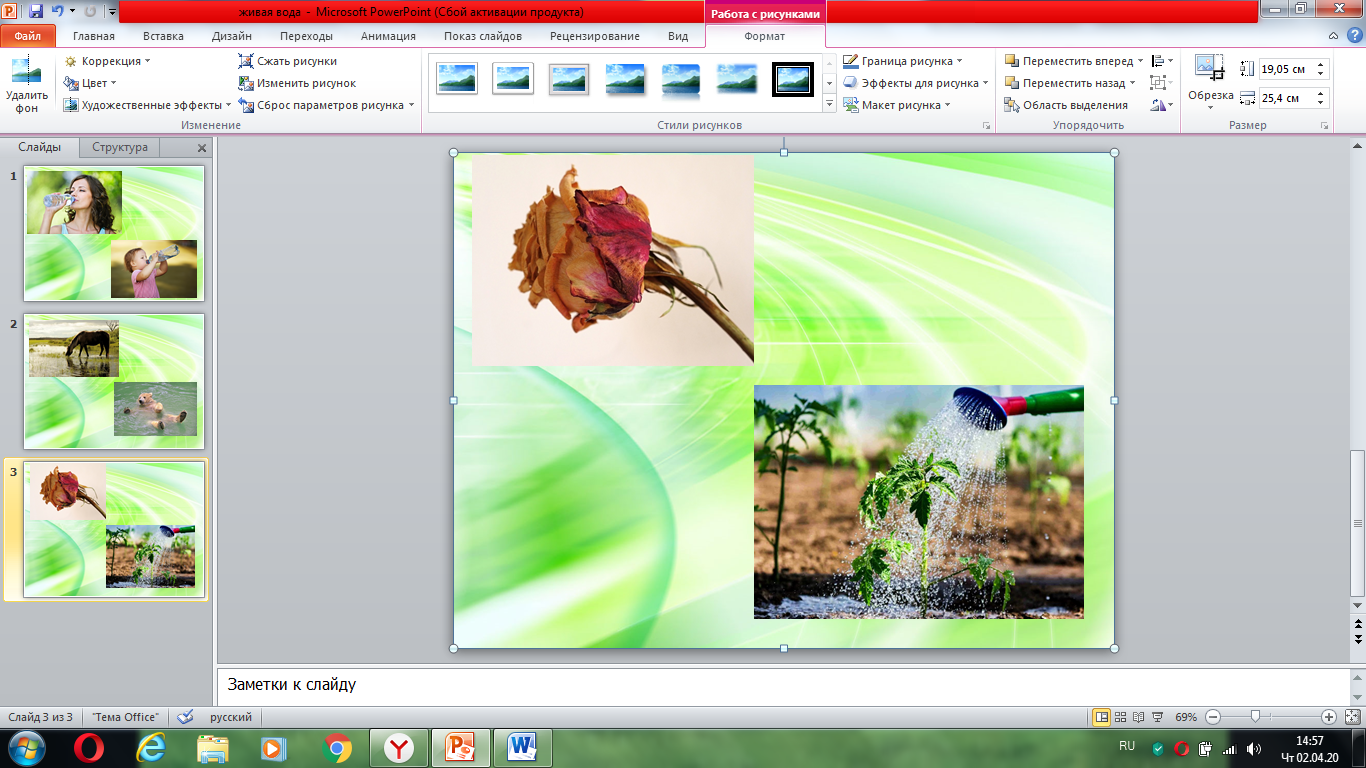 живая вода - Microsoft PowerPoint (Сбой активации продукта)
Работа с рисунками
Файл
Главная
Вставка
Дизайн
Переходы
Анимация
Показ слайдов
Рецензирование
Вид
Формат
Удалить фон
Коррекция
Цвет
Художественные эффекты
Сжать рисунки
Изменить рисунок
Сброс параметров рисунка
Изменение
Стили рисунков
Граница рисунка
Эффекты для рисунка
Макет рисунка
Переместить вперед
Переместить назад
Область выделения
Упорядочить
Обрезка
19,05 см
25,4 см
Размер
Слайды
Структура
1
2
3
Заметки к слайду
Слайд 3 из 3
"Тема Office"
русский
69%
RU
14:57
Чт 02.04.20